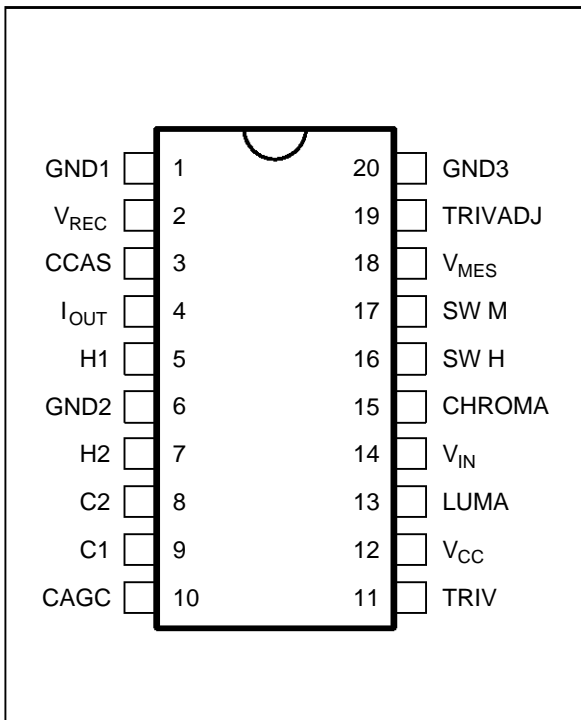 GND1 1 20 GND3
VREC 2 19 TRIVADJ
CCAS 3 18 VMES
IOUT 4 17 SW M
H1 5 16 SW H
GND2 6 15 CHROMA
H2 7 14 VIN
C2 8 13 LUMA
C1 9 12 VCC
CAGC 10 11 TRIV